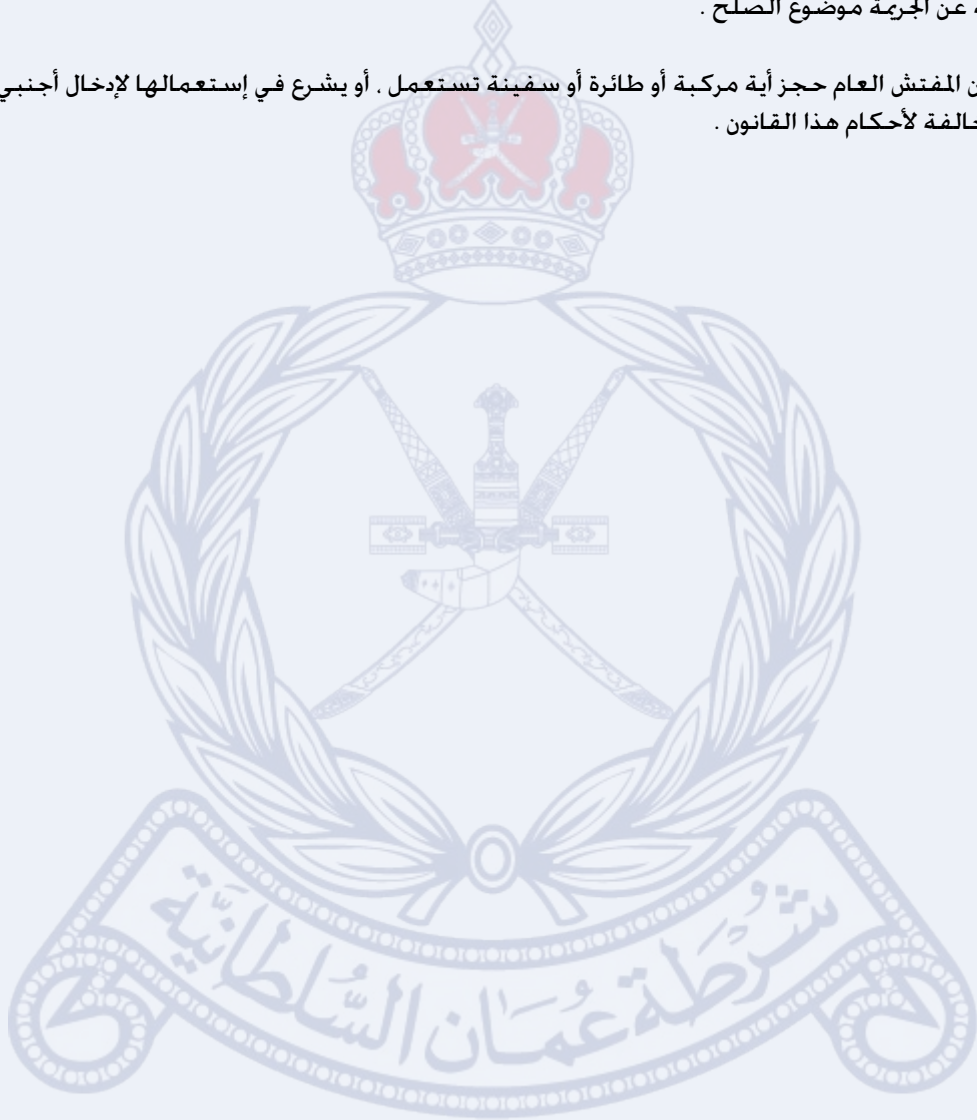 عن الجريمة موضوع الصلح .
المفتش العام حجز أية مركبة أو طائرة أو سفينة تستعمل , أو يشرع في إستعمالها لإدخال أجنبي
لأحكام هذا القانون .
شرطة عمان السلطانية